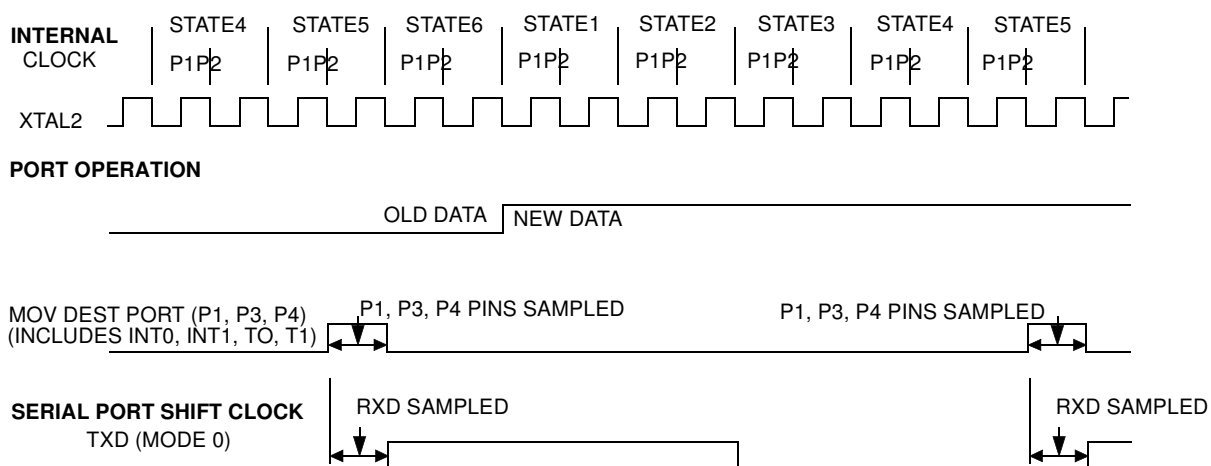 INTERNAL
CLOCK
STATE4 STATE5 STATE6 STATE1 STATE2 STATE3 STATE4 STATE5
P1P2 P1P2 P1P2 P1P2 P1P2 P1P2 P1P2 P1P2
XTAL2
PORT OPERATION
OLD DATA NEW DATA
MOV DEST PORT (P1, P3, P4)
(INCLUDES INT0, INT1, TO, T1)
P1, P3, P4 PINS SAMPLED P1, P3, P4 PINS SAMPLED
SERIAL PORT SHIFT CLOCK
TXD (MODE 0)
RXD SAMPLED RXD SAMPLED